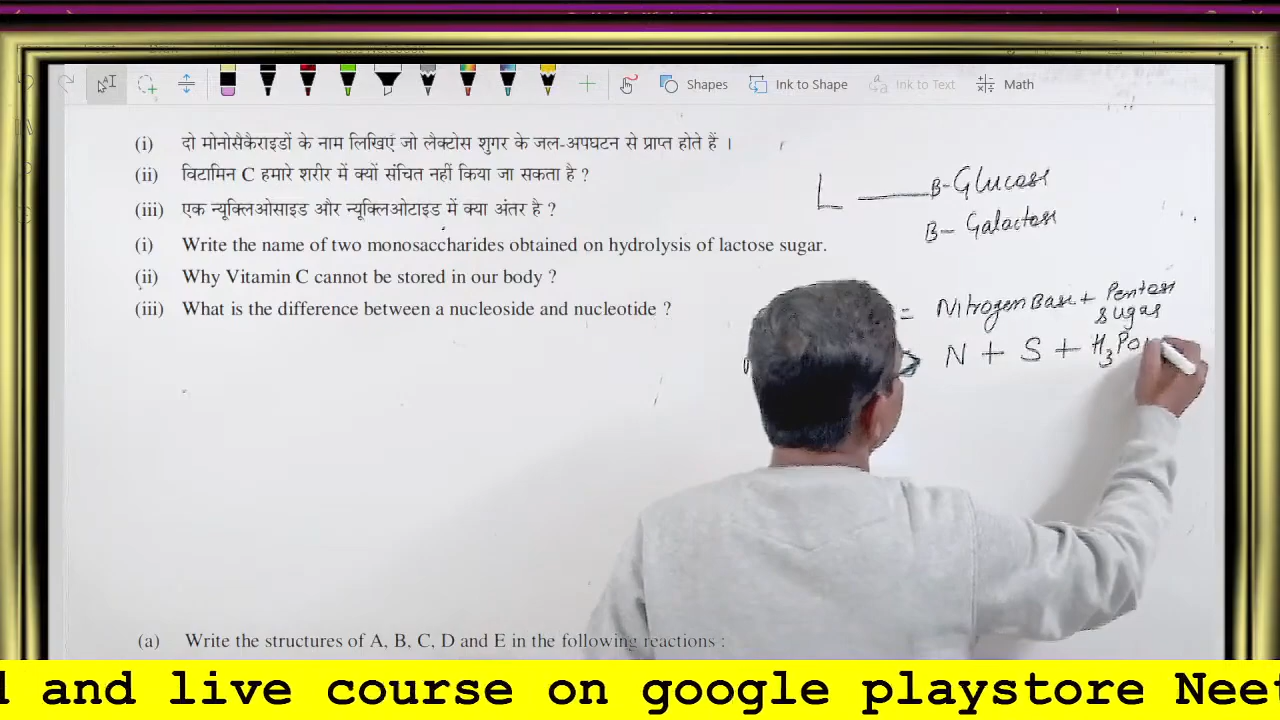 Shapes Ink to Shape Ink to Text Math
(i) दो मोनोसैकैराइडों के नाम लिखिएं जो लैक्टोस शुगर के जल-अपघटन से प्राप्त होते हैं ।
(ii) विटामिन C हमारे शरीर में क्यों संचित नहीं किया जा सकता है ?
(iii) एक न्यूक्लिओसाइड और न्यूक्लिओटाइड में क्या अंतर है ?
(i) Write the name of two monosaccharides obtained on hydrolysis of lactose sugar.
(ii) Why Vitamin C cannot be stored in our body ?
(iii) What is the difference between a nucleoside and nucleotide ?
L — B-Glucose
B- Galactose
= Nitrogen Base + Pentose
sugar
N + S + H3PO
(a) Write the structures of A, B, C, D and E in the following reactions :
and live course on google playstore